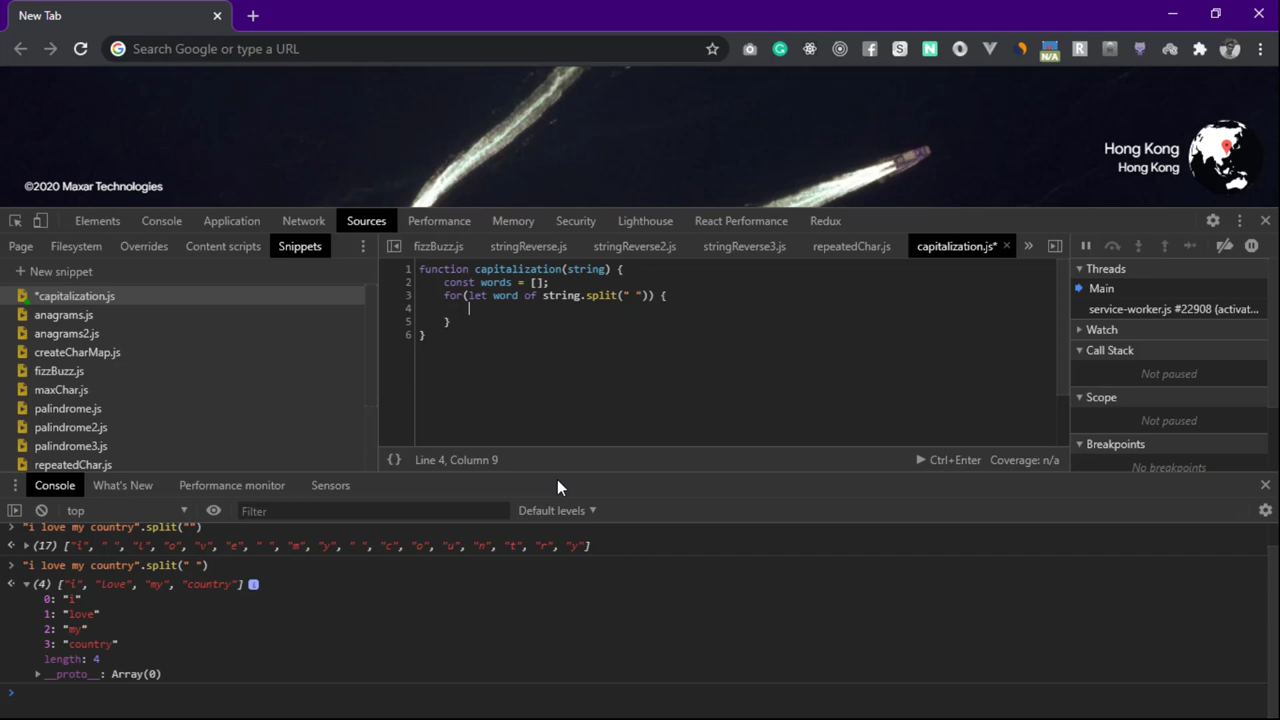 New Tab
Search Google or type a URL
N/A
Hong Kong
Hong Kong
©2020 Maxar Technologies
Elements Console Application Network Sources Performance Memory Security Lighthouse React Performance Redux
Page Filesystem Overrides Content scripts Snippets
fizzBuzz.js stringReverse.js stringReverse2.js stringReverse3.js repeatedChar.js capitalization.js*
New snippet
*capitalization.js
anagrams.js
anagrams2.js
createCharMap.js
fizzBuzz.js
maxChar.js
palindrome.js
palindrome2.js
palindrome3.js
repeatedChar.js
1 function capitalization(string) {
2 const words = [];
3 for(let word of string.split(" ")) {
4
5 }
6 }
{} Line 4, Column 9 Ctrl+Enter Coverage: n/a
Threads
Main
service-worker.js #22908 (activat...
Watch
Call Stack
Not paused
Scope
Not paused
Breakpoints
No breakpoints
Console What's New Performance monitor Sensors
top Filter Default levels
"i love my country".split("")
(17) ["i", " ", "l", "o", "v", "e", " ", "m", "y", " ", "c", "o", "u", "n", "t", "r", "y"]
"i love my country".split(" ")
(4) ["i", "love", "my", "country"]
0: "i"
1: "love"
2: "my"
3: "country"
length: 4
__proto__: Array(0)